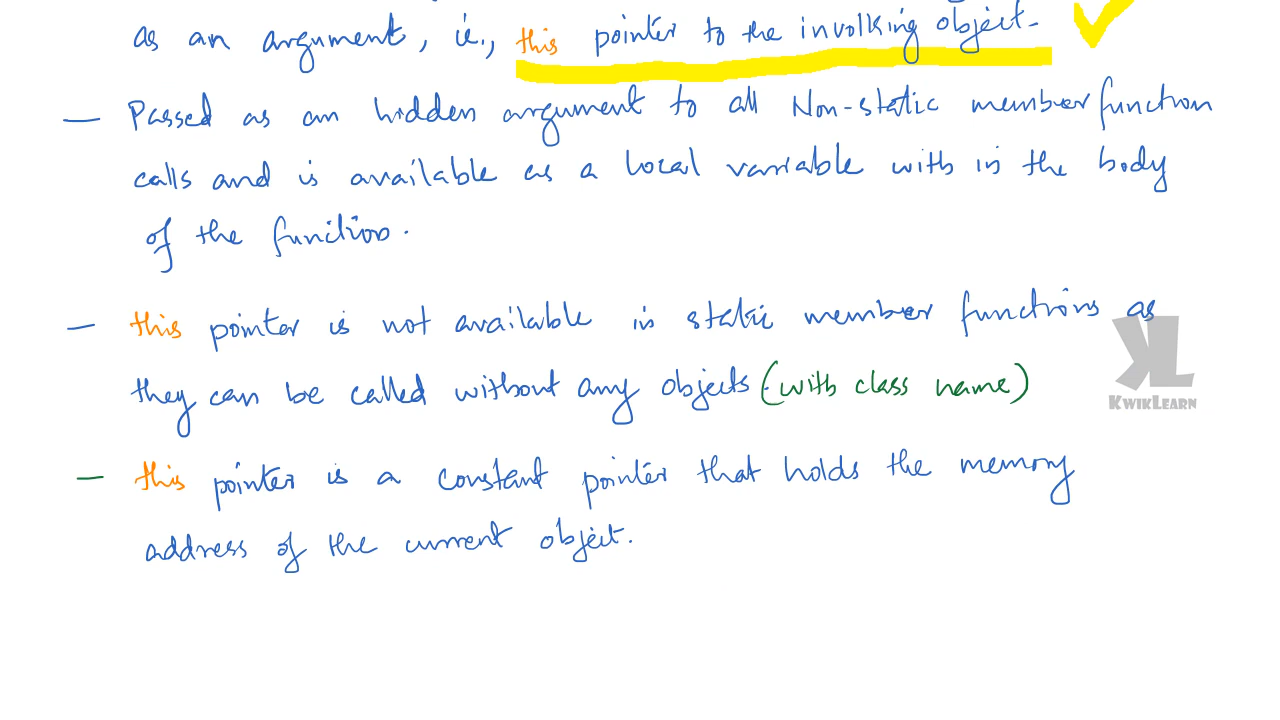 as an argument, i.e., this pointer to the involking object.
— Passed as an hidden argument to all Non-static member function
calls and is available as a local variable with in the body
of the function.
— this pointer is not available in static member functions as
they can be called without any objects (with class name)
KWIKLEARN
— this pointer is a constant pointer that holds the memory
address of the current object.